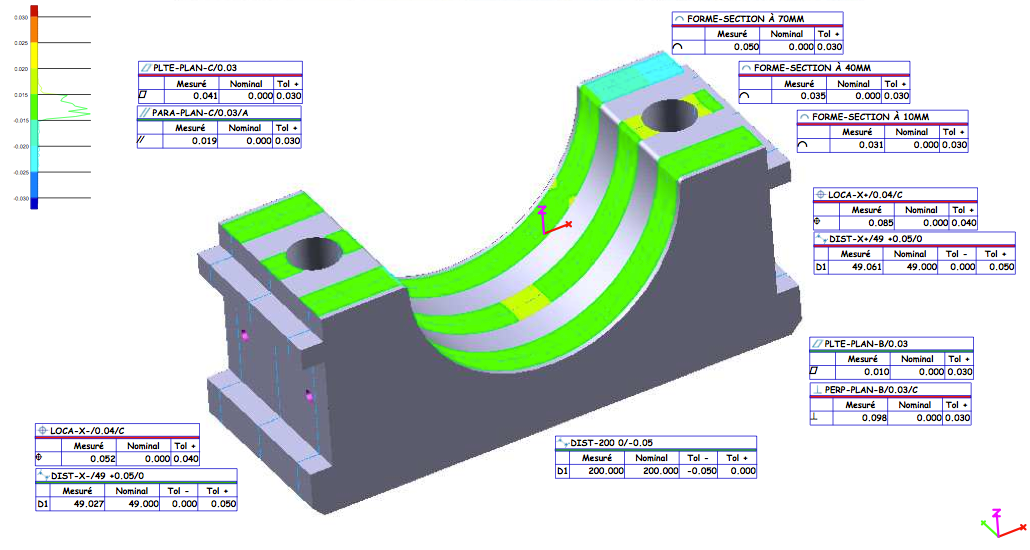 0.030
0.025
0.020
0.015
-0.015
-0.020
-0.025
-0.030
FORME-SECTION À 70MM
Mesuré Nominal Tol +
0.050 0.000 0.030
FORME-SECTION À 40MM
Mesuré Nominal Tol +
0.035 0.000 0.030
FORME-SECTION À 10MM
Mesuré Nominal Tol +
0.031 0.000 0.030
PLTE-PLAN-C/0.03
Mesuré Nominal Tol +
0.041 0.000 0.030
PARA-PLAN-C/0.03/A
Mesuré Nominal Tol +
// 0.019 0.000 0.030
LOCA-X+/0.04/C
Mesuré Nominal Tol +
0.085 0.000 0.040
DIST-X+/49 +0.05/0
Mesuré Nominal Tol - Tol +
D1 49.061 49.000 0.000 0.050
Z
X
PLTE-PLAN-B/0.03
Mesuré Nominal Tol +
0.010 0.000 0.030
PERP-PLAN-B/0.03/C
Mesuré Nominal Tol +
0.098 0.000 0.030
LOCA-X-/0.04/C
Mesuré Nominal Tol +
0.052 0.000 0.040
DIST-X-/49 +0.05/0
Mesuré Nominal Tol - Tol +
D1 49.027 49.000 0.000 0.050
DIST-200 0/-0.05
Mesuré Nominal Tol - Tol +
D1 200.000 200.000 -0.050 0.000
Z
X